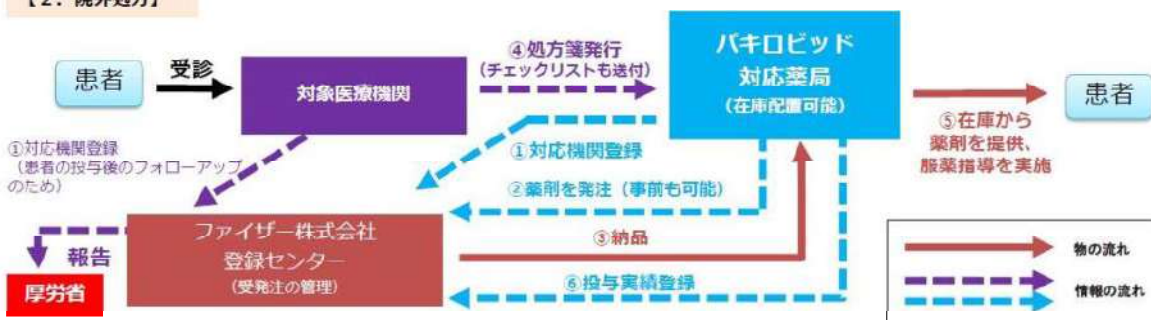 【2. 院外処方】
患者
受診
対象医療機関
④処方箋発行
（チェックリストも送付）
パキロビッド
対応薬局
（在庫配置可能）
患者
⑤在庫から
薬剤を提供、
服薬指導を実施
①対応機関登録
（患者の投与後のフォローアップ
のため）
①対応機関登録
②薬剤を発注（事前も可能）
ファイザー株式会社
登録センター
（受発注の管理）
③納品
⑥投与実績登録
報告
厚労省
物の流れ
情報の流れ